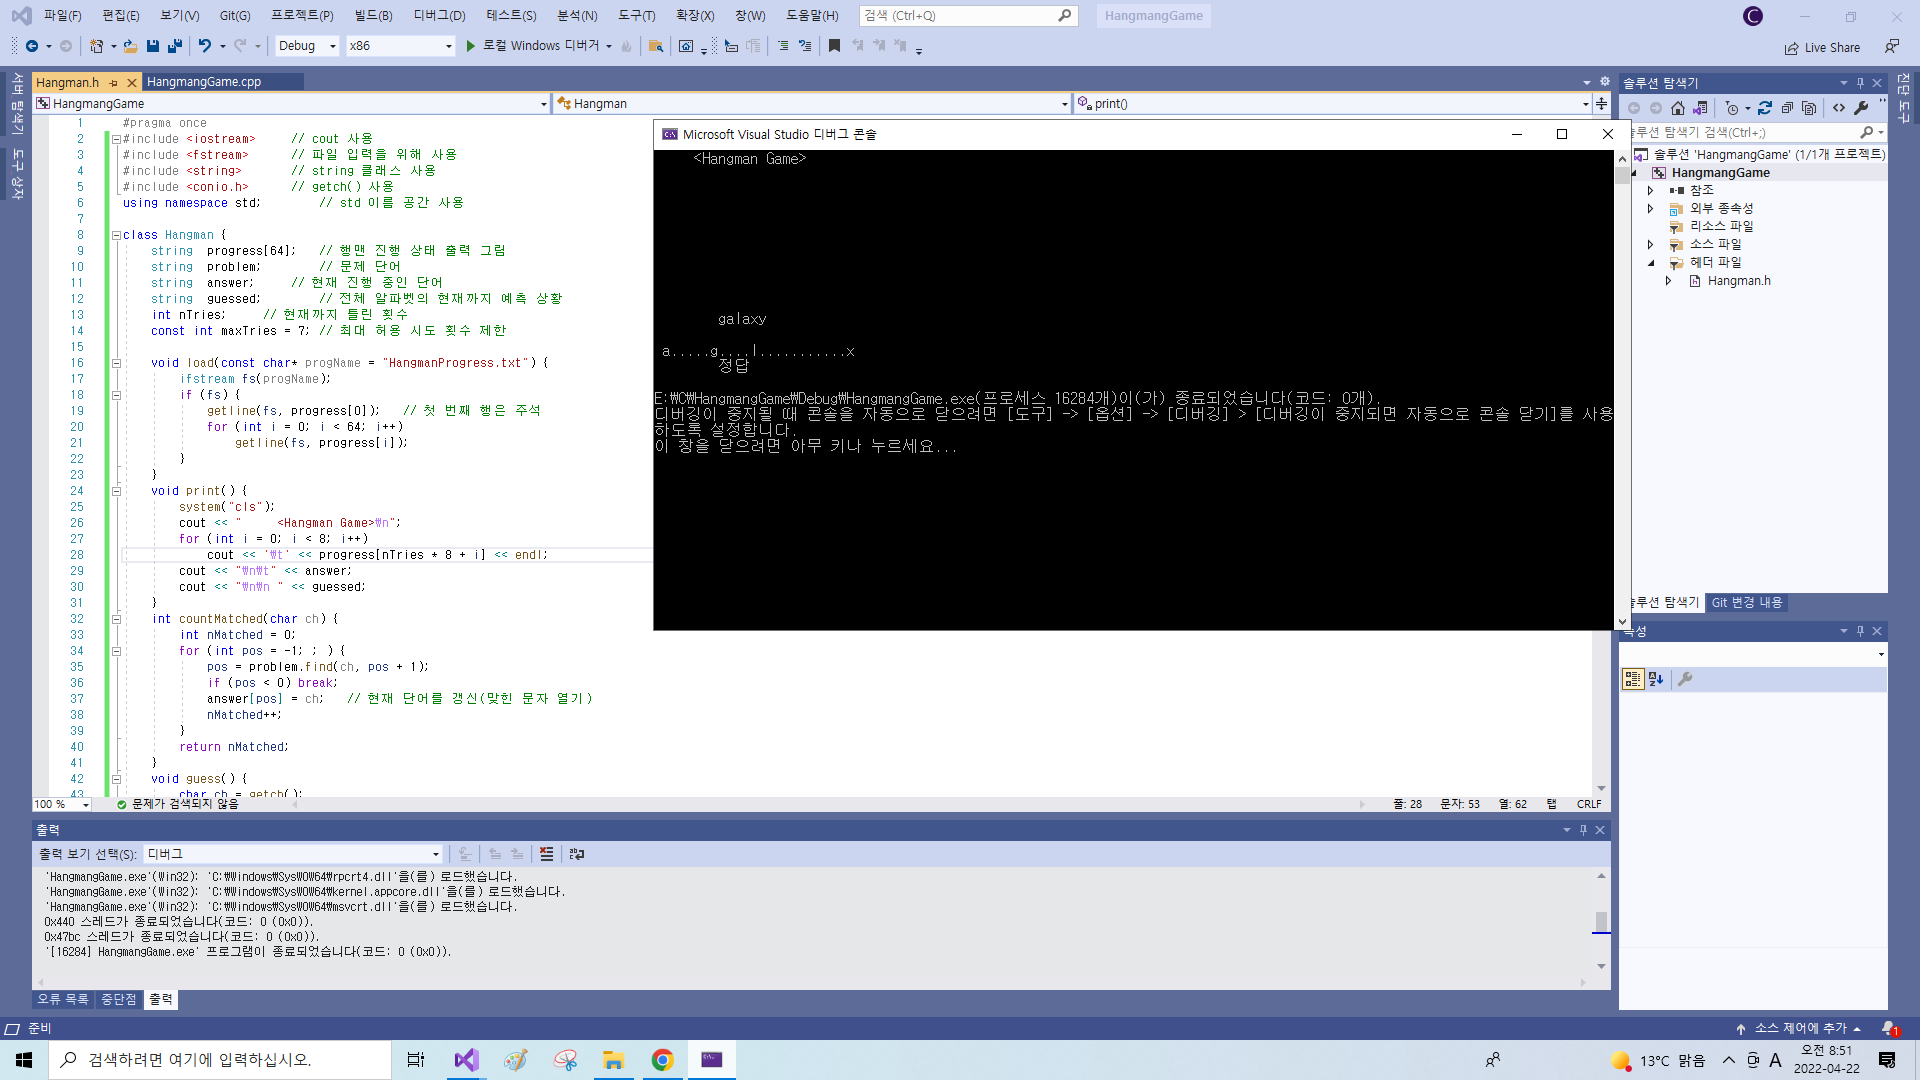 파일(F) 편집(E) 보기(V) Git(G) 프로젝트(P) 빌드(B) 디버그(D) 테스트(S) 분석(N) 도구(T) 확장(X) 창(W) 도움말(H) 검색 (Ctrl+Q) HangmangGame C
Debug x86 로컬 Windows 디버거 Live Share
서버 탐색기
도구 상자
Hangman.h HangmangGame.cpp
HangmangGame Hangman print()
1 #pragma once
2 #include <iostream> // cout 사용
3 #include <fstream> // 파일 입력을 위해 사용
4 #include <string> // string 클래스 사용
5 #include <conio.h> // getch() 사용
6 using namespace std; // std 이름 공간 사용
7
8 class Hangman {
9 string progress[64]; // 행맨 진행 상태 출력 그림
10 string problem; // 문제 단어
11 string answer; // 현재 진행 중인 단어
12 string guessed; // 전체 알파벳의 현재까지 예측 상황
13 int nTries; // 현재까지 틀린 횟수
14 const int maxTries = 7; // 최대 허용 시도 횟수 제한
15
16 void load(const char* progName = "HangmanProgress.txt") {
17 ifstream fs(progName);
18 if (fs) {
19 getline(fs, progress[0]); // 첫 번째 행은 주석
20 for (int i = 0; i < 64; i++)
21 getline(fs, progress[i]);
22 }
23 }
24 void print() {
25 system("cls");
26 cout << " <Hangman Game>₩n";
27 for (int i = 0; i < 8; i++)
28 cout << '₩t' << progress[nTries * 8 + i] << endl;
29 cout << "₩n₩t" << answer;
30 cout << "₩n₩n " << guessed;
31 }
32 int countMatched(char ch) {
33 int nMatched = 0;
34 for (int pos = -1; ; ) {
35 pos = problem.find(ch, pos + 1);
36 if (pos < 0) break;
37 answer[pos] = ch; // 현재 단어를 갱신(맞힌 문자 열기)
38 nMatched++;
39 }
40 return nMatched;
41 }
42 void guess() {
43 char ch = getch();
100 % 문제가 검색되지 않음 줄: 28 문자: 53 열: 62 탭 CRLF
Microsoft Visual Studio 디버그 콘솔
<Hangman Game>
galaxy
a.....g....l...........x
정답
E:₩C₩HangmangGame₩Debug₩HangmangGame.exe(프로세스 16284개)이(가) 종료되었습니다(코드: 0개).
디버깅이 중지될 때 콘솔을 자동으로 닫으려면 [도구] -> [옵션] -> [디버깅] > [디버깅이 중지되면 자동으로 콘솔 닫기]를 사용
하도록 설정합니다.
이 창을 닫으려면 아무 키나 누르세요...
솔루션 탐색기
솔루션 탐색기 검색(Ctrl+;)
솔루션 'HangmangGame' (1/1개 프로젝트)
HangmangGame
참조
외부 종속성
리소스 파일
소스 파일
헤더 파일
Hangman.h
솔루션 탐색기 Git 변경 내용
속성
진단 도구
출력
출력 보기 선택(S): 디버그
'HangmangGame.exe'(Win32): 'C:₩Windows₩SysWOW64₩rpcrt4.dll'을(를) 로드했습니다.
'HangmangGame.exe'(Win32): 'C:₩Windows₩SysWOW64₩kernel.appcore.dll'을(를) 로드했습니다.
'HangmangGame.exe'(Win32): 'C:₩Windows₩SysWOW64₩msvcrt.dll'을(를) 로드했습니다.
0x440 스레드가 종료되었습니다(코드: 0 (0x0)).
0x47bc 스레드가 종료되었습니다(코드: 0 (0x0)).
'[16284] HangmangGame.exe' 프로그램이 종료되었습니다(코드: 0 (0x0)).
오류 목록 중단점 출력
준비 소스 제어에 추가 1
검색하려면 여기에 입력하십시오. 13°C 맑음 A 오전 8:51
2022-04-22